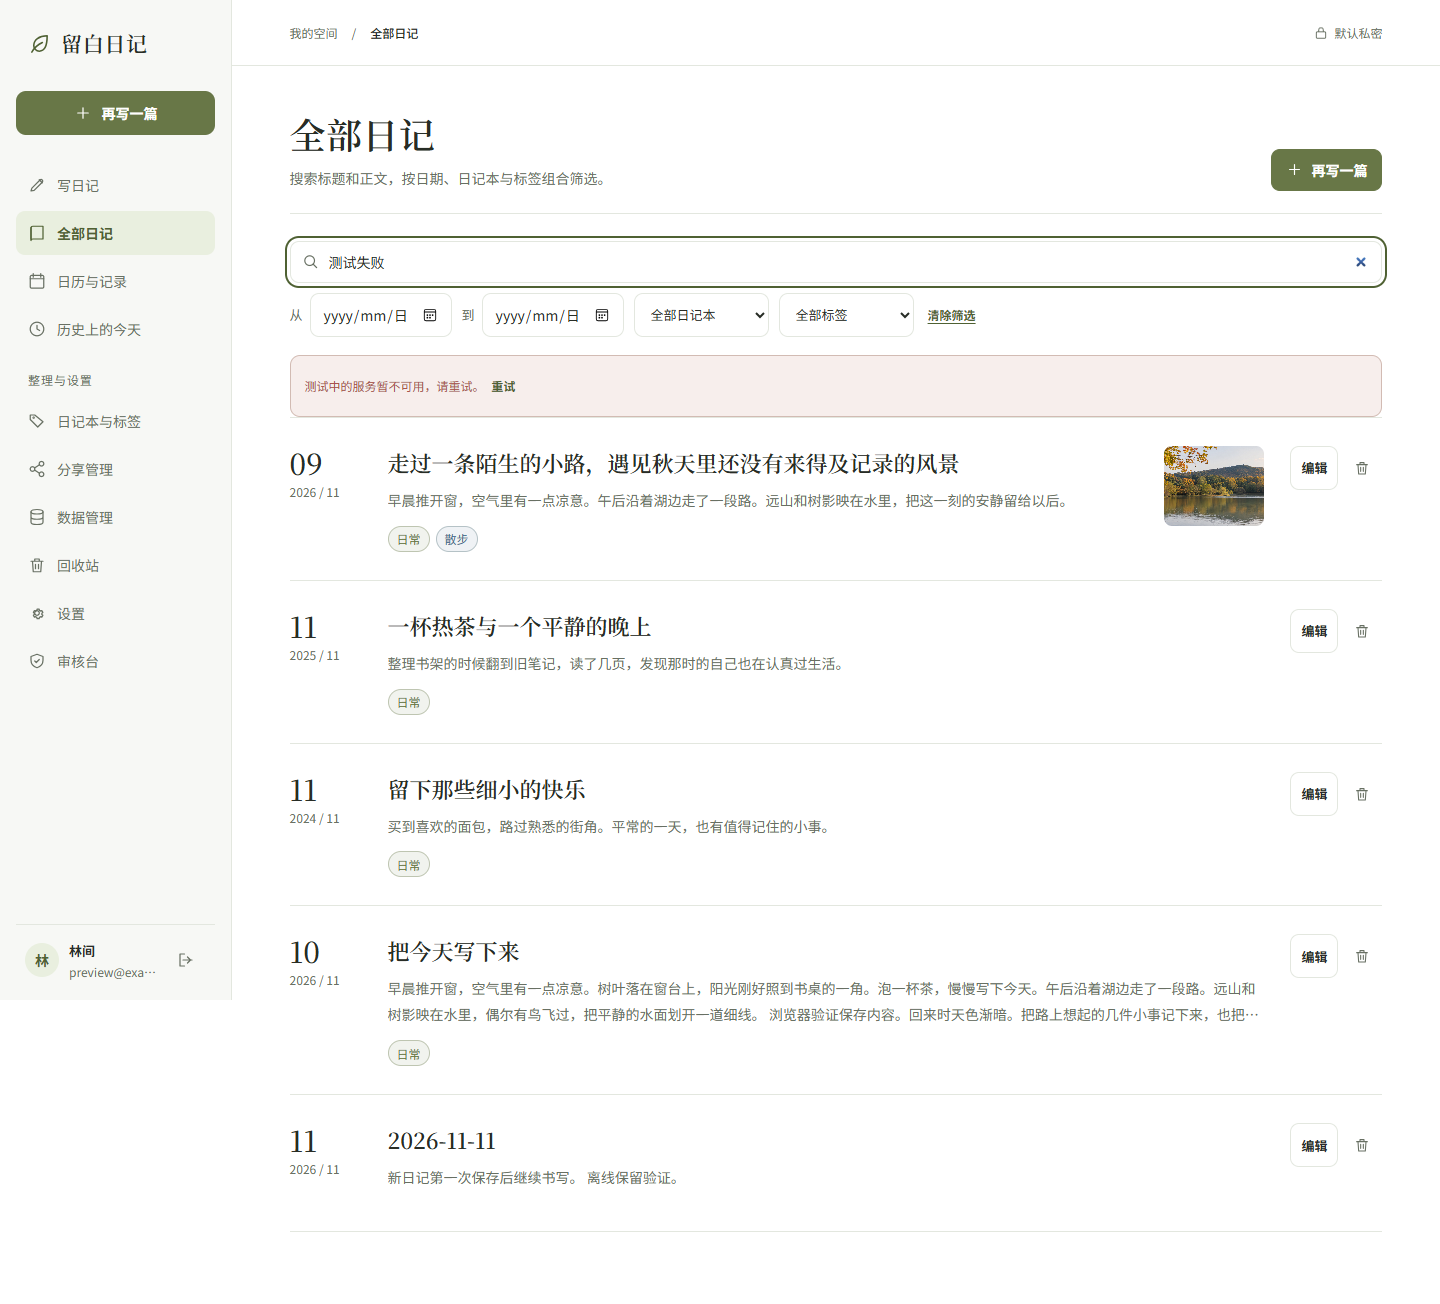 留白日记
再写一篇
写日记
全部日记
日历与记录
历史上的今天
整理与设置
日记本与标签
分享管理
数据管理
回收站
设置
审核台
林
林间
preview@exa···
我的空间 / 全部日记
默认私密
全部日记
搜索标题和正文，按日期、日记本与标签组合筛选。
再写一篇
测试失败
从 yyyy/mm/日 到 yyyy/mm/日 全部日记本 全部标签 清除筛选
测试中的服务暂不可用，请重试。 重试
09
2026 / 11
走过一条陌生的小路，遇见秋天里还没有来得及记录的风景
早晨推开窗，空气里有一点凉意。午后沿着湖边走了一段路。远山和树影映在水里，把这一刻的安静留给以后。
日常 散步
编辑
11
2025 / 11
一杯热茶与一个平静的晚上
整理书架的时候翻到旧笔记，读了几页，发现那时的自己也在认真过生活。
日常
编辑
11
2024 / 11
留下那些细小的快乐
买到喜欢的面包，路过熟悉的街角。平常的一天，也有值得记住的小事。
日常
编辑
10
2026 / 11
把今天写下来
早晨推开窗，空气里有一点凉意。树叶落在窗台上，阳光刚好照到书桌的一角。泡一杯茶，慢慢写下今天。午后沿着湖边走了一段路。远山和
树影映在水里，偶尔有鸟飞过，把平静的水面划开一道细线。 浏览器验证保存内容。回来时天色渐暗。把路上想起的几件小事记下来，也把···
日常
编辑
11
2026 / 11
2026-11-11
新日记第一次保存后继续书写。 离线保留验证。
编辑